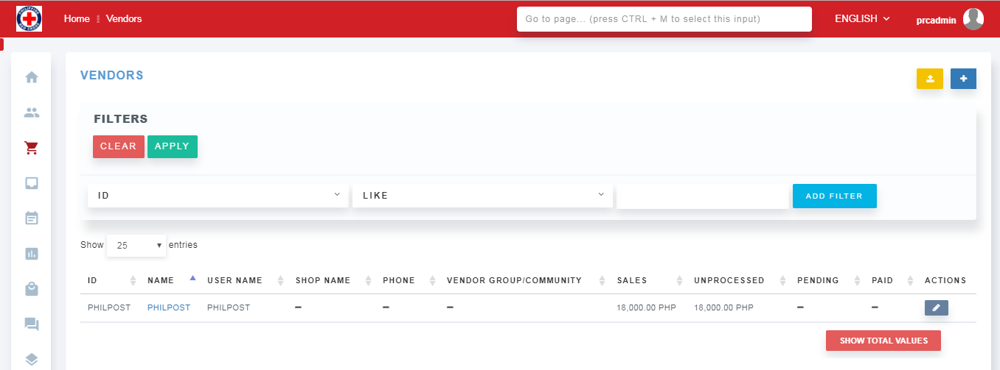 Home Vendors Go to page... (press CTRL + M to select this input) ENGLISH prcadmin
VENDORS
FILTERS
CLEAR APPLY
ID LIKE ADD FILTER
Show 25 entries
ID NAME USER NAME SHOP NAME PHONE VENDOR GROUP/COMMUNITY SALES UNPROCESSED PENDING PAID ACTIONS
PHILPOST PHILPOST PHILPOST – – – 18,000.00 PHP 18,000.00 PHP – –
SHOW TOTAL VALUES